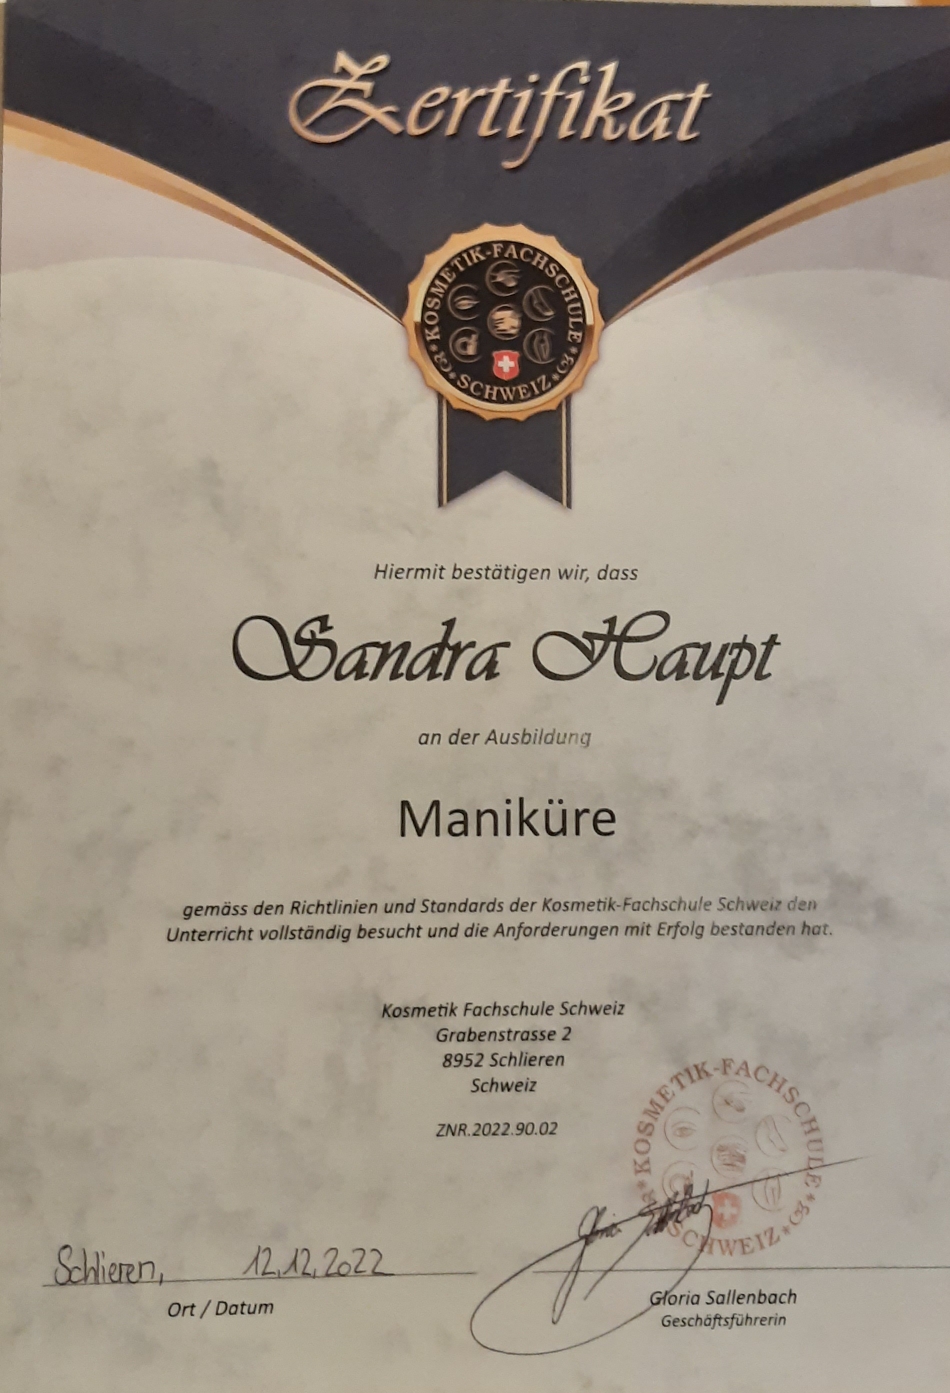 Zertifikat
KOSMETIK-FACHSCHULE
SCHWEIZ
Hiermit bestätigen wir, dass
Sandra Haupt
an der Ausbildung
Maniküre
gemäss den Richtlinien und Standards der Kosmetik-Fachschule Schweiz den
Unterricht vollständig besucht und die Anforderungen mit Erfolg bestanden hat.
Kosmetik Fachschule Schweiz
Grabenstrasse 2
8952 Schlieren
Schweiz
ZNR.2022.90.02
KOSMETIK-FACHSCHULE
SCHWEIZ
Schlieren, 12.12.2022
Ort / Datum
Gloria Sallenbach
Gloria Sallenbach
Geschäftsführerin